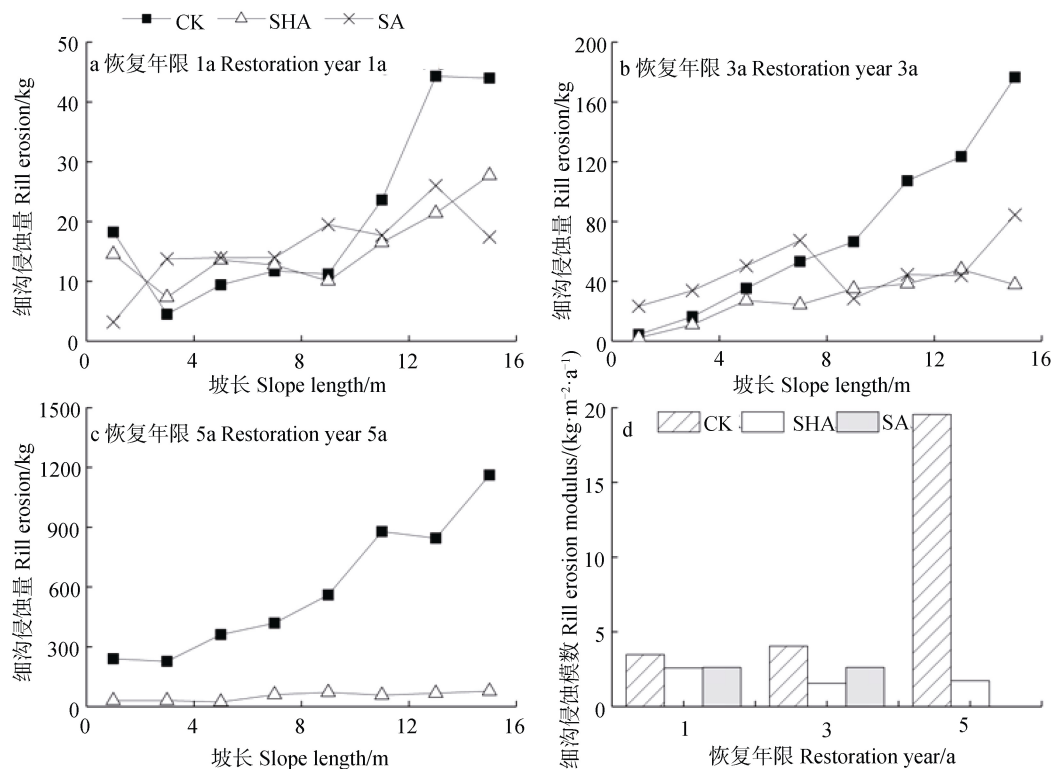 CK SHA SA
a 恢复年限 1a Restoration year 1a
细沟侵蚀量 Rill erosion/kg
50
40
30
20
10
0
0 4 8 12 16
坡长 Slope length/m
b 恢复年限 3a Restoration year 3a
细沟侵蚀量 Rill erosion/kg
200
160
120
80
40
0
0 4 8 12 16
坡长 Slope length/m
c 恢复年限 5a Restoration year 5a
细沟侵蚀量 Rill erosion/kg
1500
1200
900
600
300
0
0 4 8 12 16
坡长 Slope length/m
d CK SHA SA
细沟侵蚀模数 Rill erosion modulus/(kg·m⁻²·a⁻¹)
20
15
10
5
0
1 3 5
恢复年限 Restoration year/a